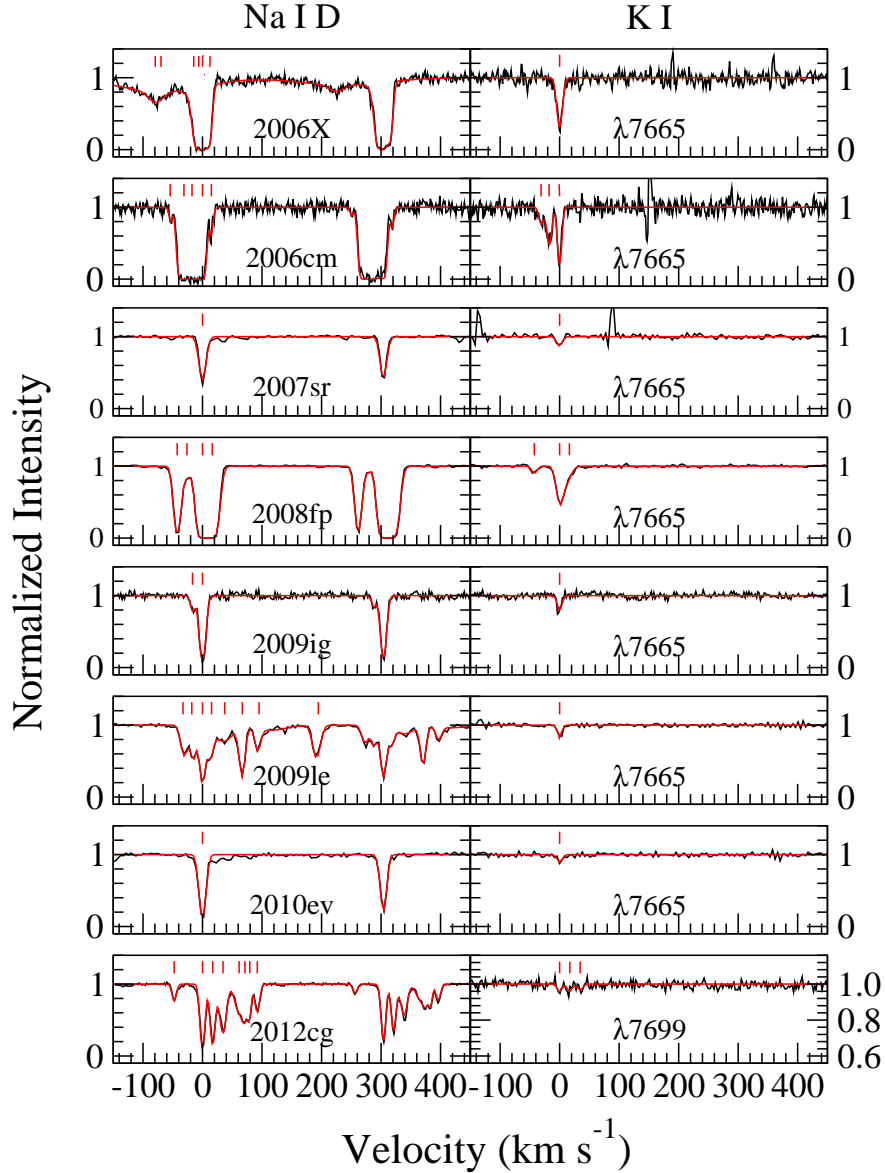 Na I D K I
1 1
0 2006X λ7665 0
1 1
0 2006cm λ7665 0
1 1
0 2007sr λ7665 0
1 1
0 2008fp λ7665 0
1 1
0 2009ig λ7665 0
1 1
0 2009le λ7665 0
1 1
0 2010ev λ7665 0
1 1.0
0.8
0 2012cg λ7699 0.6
-100 0 100 200 300 400 -100 0 100 200 300 400
Velocity (km s⁻¹)
Normalized Intensity